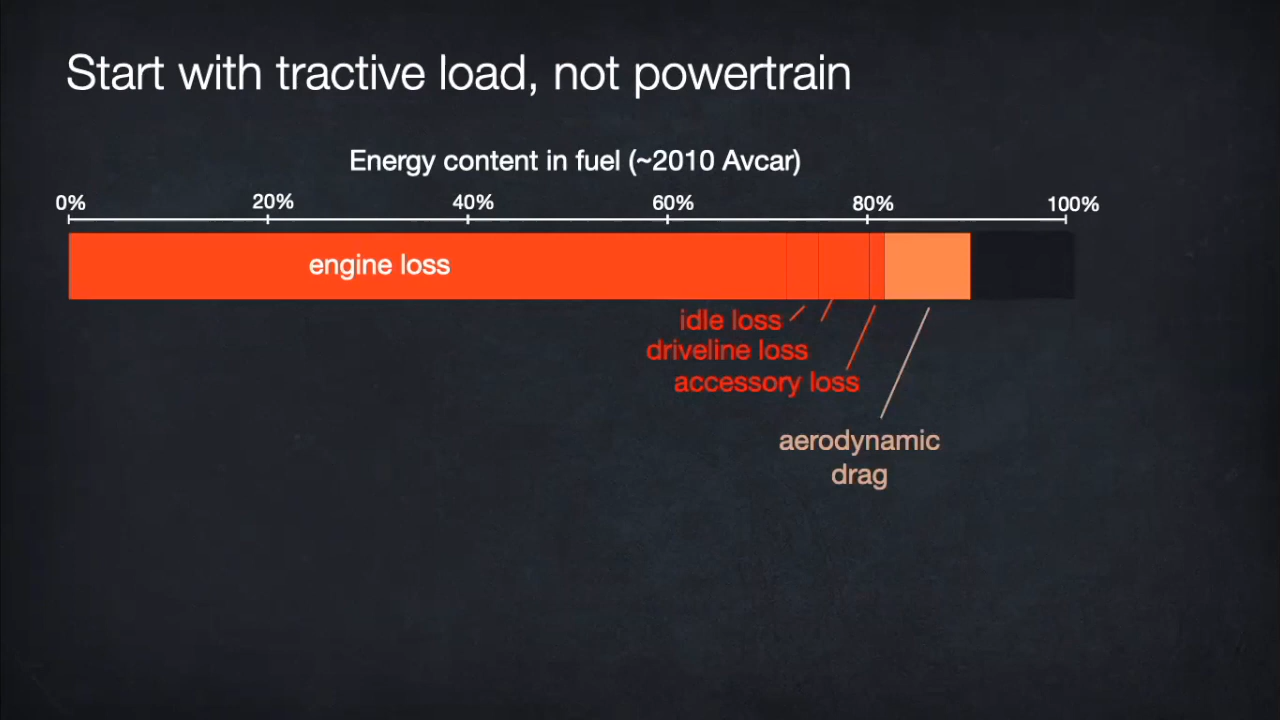 Start with tractive load, not powertrain
Energy content in fuel (~2010 Avcar)
0% 20% 40% 60% 80% 100%
engine loss
idle loss
driveline loss
accessory loss
aerodynamic
drag